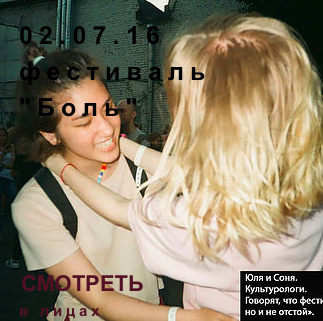 02.07.16
фестиваль
"Боль"
СМОТРЕТЬ
в лицах
Юля и Соня.
Культурологи.
Говорят, что фести
но и не отстой».